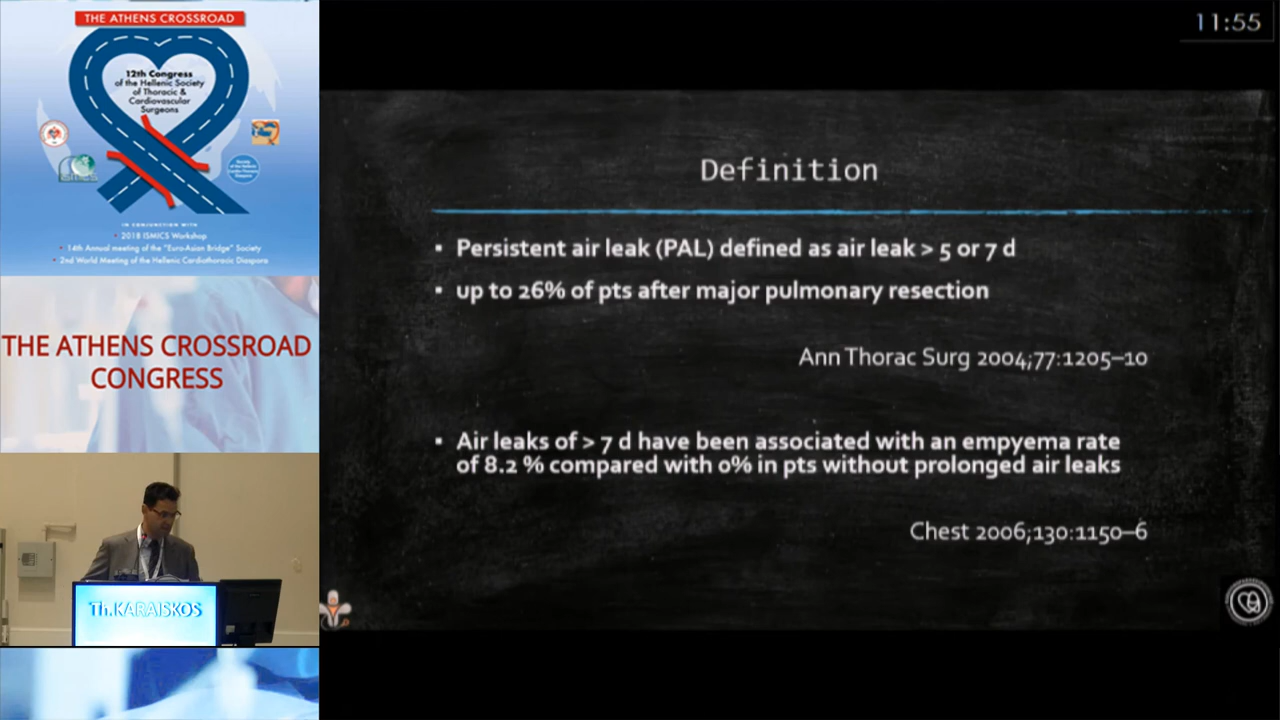 THE ATHENS CROSSROAD
12th Congress
of the Hellenic Society
of Thoracic &
Cardiovascular
Surgeons
IN CONJUNCTION WITH
• 2018 ISMICS Workshop
• 14th Annual meeting of the "Euro-Asian Bridge" Society
• 2nd World Meeting of the Hellenic Cardiothoracic Diaspora
THE ATHENS CROSSROAD
CONGRESS
Th.KARAISKOS
11:55
Definition
▪ Persistent air leak (PAL) defined as air leak > 5 or 7 d
▪ up to 26% of pts after major pulmonary resection
Ann Thorac Surg 2004;77:1205–10
▪ Air leaks of > 7 d have been associated with an empyema rate
of 8.2 % compared with 0% in pts without prolonged air leaks
Chest 2006;130:1150–6